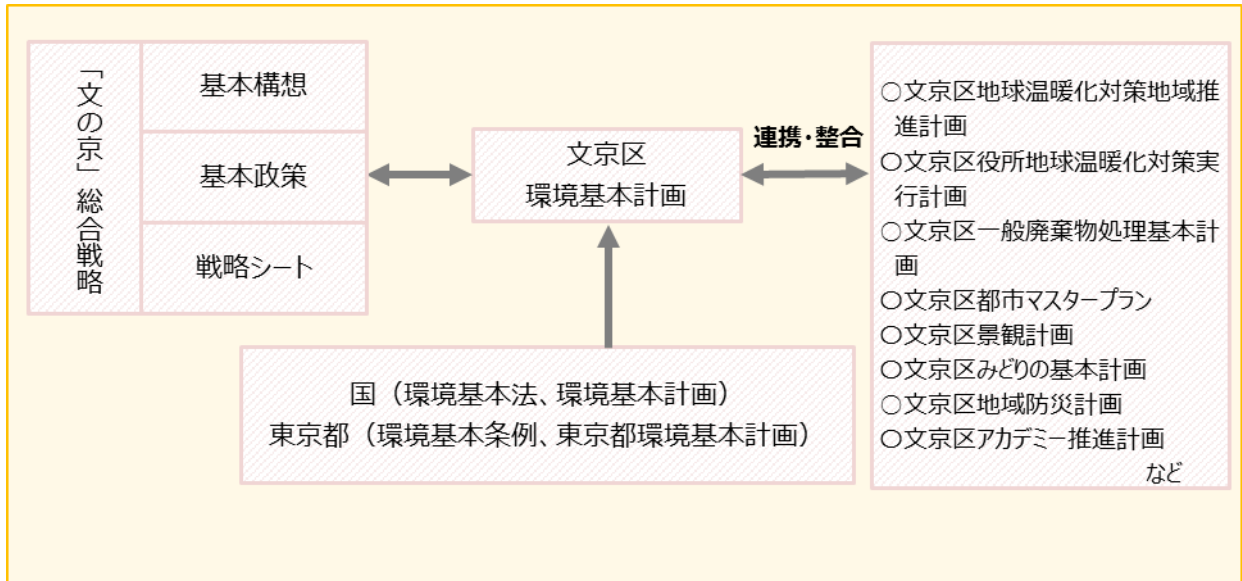 「文の京」総合戦略
基本構想
基本政策
戦略シート
文京区
環境基本計画
連携・整合
国（環境基本法、環境基本計画）
東京都（環境基本条例、東京都環境基本計画）
○文京区地球温暖化対策地域推
進計画
○文京区役所地球温暖化対策実
行計画
○文京区一般廃棄物処理基本計
画
○文京区都市マスタープラン
○文京区景観計画
○文京区みどりの基本計画
○文京区地域防災計画
○文京区アカデミー推進計画
など